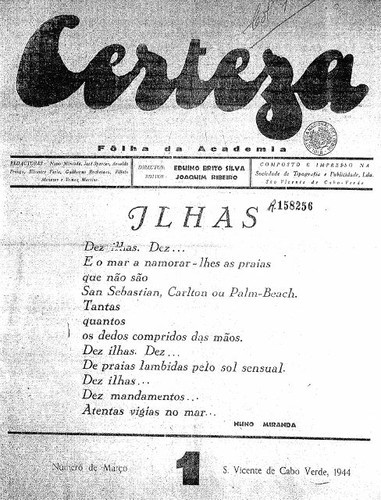 Certeza
Fôlha da Academia
REDACTORES:- Nuno Miranda, José Spencer, Arnaldo
França, Silvestre Faria, Guilherme Rocheteau, Filinto
Menezes e Tomaz Martins
DIRECTOR: EDUINO BRITO SILVA
EDITOR: JOAQUIM RIBEIRO
COMPOSTO E IMPRESSO NA
Sociedade de Tipografia e Publicidade, Lda.
São Vicente de Cabo-Verde
ILHAS
158256
Dez ilhas. Dez...
E o mar a namorar-lhes as praias
que não são
San Sebastian, Carlton ou Palm-Beach.
Tantas
quantos
os dedos compridos das mãos.
Dez ilhas. Dez...
De praias lambidas pelo sol sensual.
Dez ilhas...
Dez mandamentos...
Atentas vigias no mar...
NUNO MIRANDA
Número de Março
1
S. Vicente de Cabo Verde, 1944